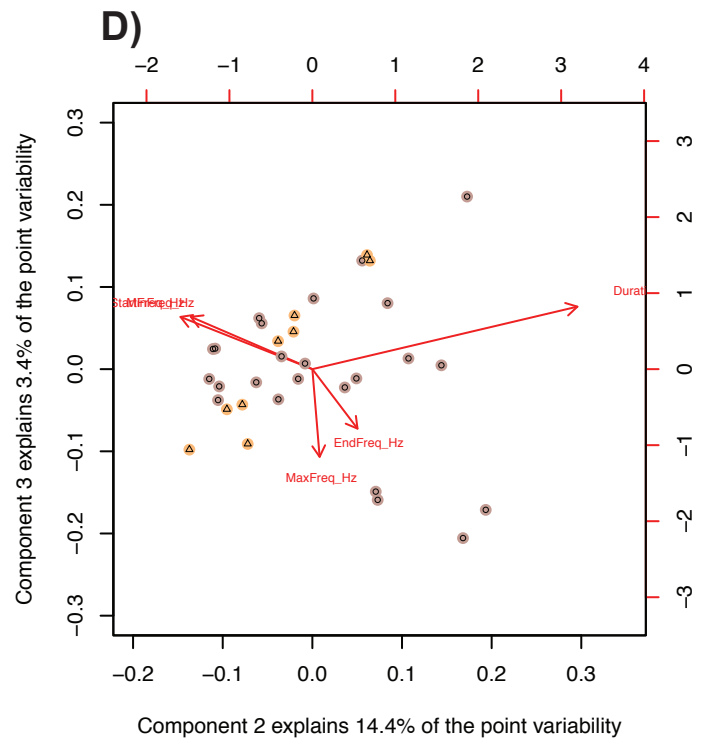 D)
−2 −1 0 1 2 3 4
Component 3 explains 3.4% of the point variability
0.3
0.2
0.1
0.0
−0.1
−0.2
−0.3
3
2
1
0
−1
−2
−3
Durat
EndFreq_Hz
MaxFreq_Hz
−0.2 −0.1 0.0 0.1 0.2 0.3
Component 2 explains 14.4% of the point variability